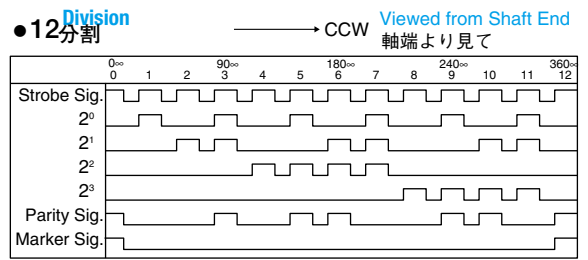 Division
●12分割 → CCW Viewed from Shaft End
軸端より見て
0∞ 90∞ 180∞ 240∞ 360∞
0 1 2 3 4 5 6 7 8 9 10 11 12
Strobe Sig.
2⁰
2¹
2²
2³
Parity Sig.
Marker Sig.